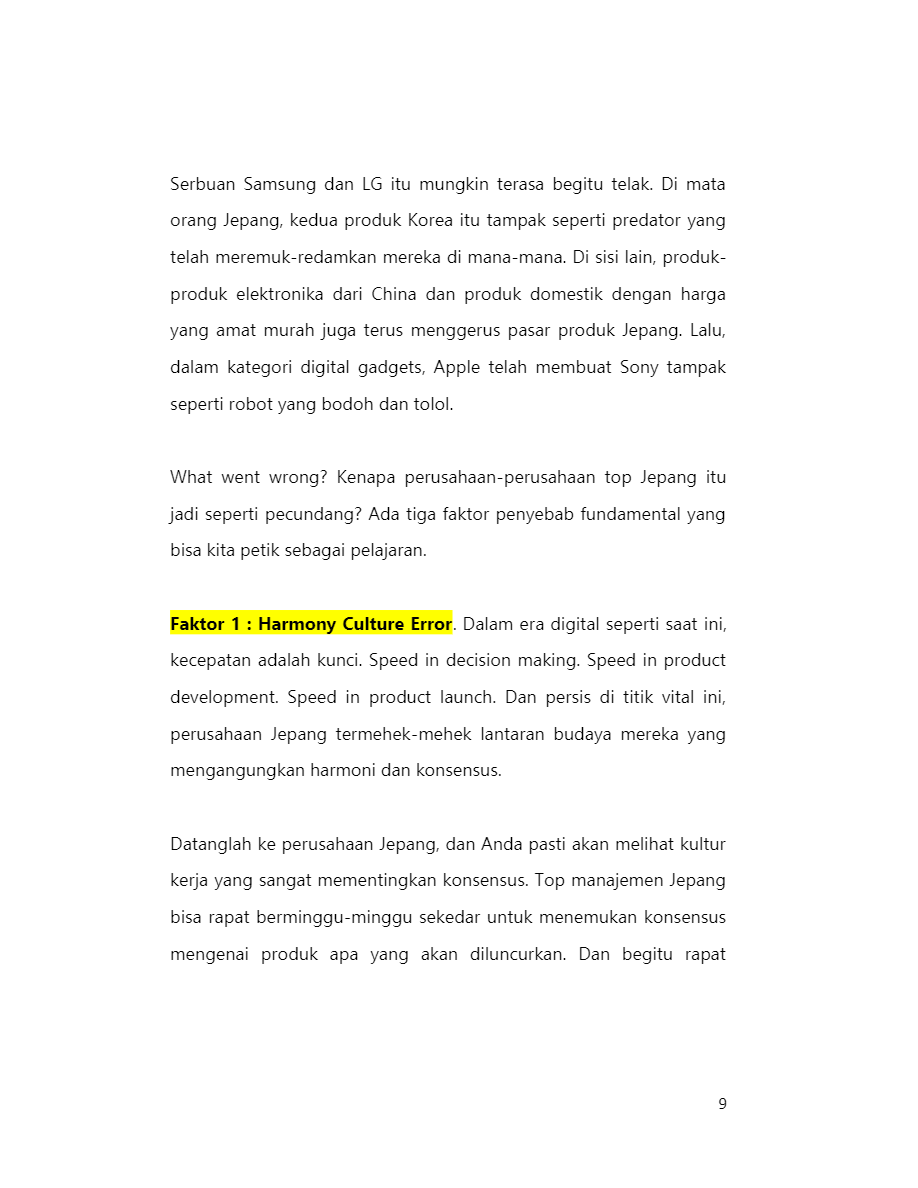 Serbuan Samsung dan LG itu mungkin terasa begitu telak. Di mata
orang Jepang, kedua produk Korea itu tampak seperti predator yang
telah meremuk-redamkan mereka di mana-mana. Di sisi lain, produk-
produk elektronika dari China dan produk domestik dengan harga
yang amat murah juga terus menggerus pasar produk Jepang. Lalu,
dalam kategori digital gadgets, Apple telah membuat Sony tampak
seperti robot yang bodoh dan tolol.
What went wrong? Kenapa perusahaan-perusahaan top Jepang itu
jadi seperti pecundang? Ada tiga faktor penyebab fundamental yang
bisa kita petik sebagai pelajaran.
Faktor 1 : Harmony Culture Error. Dalam era digital seperti saat ini,
kecepatan adalah kunci. Speed in decision making. Speed in product
development. Speed in product launch. Dan persis di titik vital ini,
perusahaan Jepang termehek-mehek lantaran budaya mereka yang
mengangungkan harmoni dan konsensus.
Datanglah ke perusahaan Jepang, dan Anda pasti akan melihat kultur
kerja yang sangat mementingkan konsensus. Top manajemen Jepang
bisa rapat berminggu-minggu sekedar untuk menemukan konsensus
mengenai produk apa yang akan diluncurkan. Dan begitu rapat
9